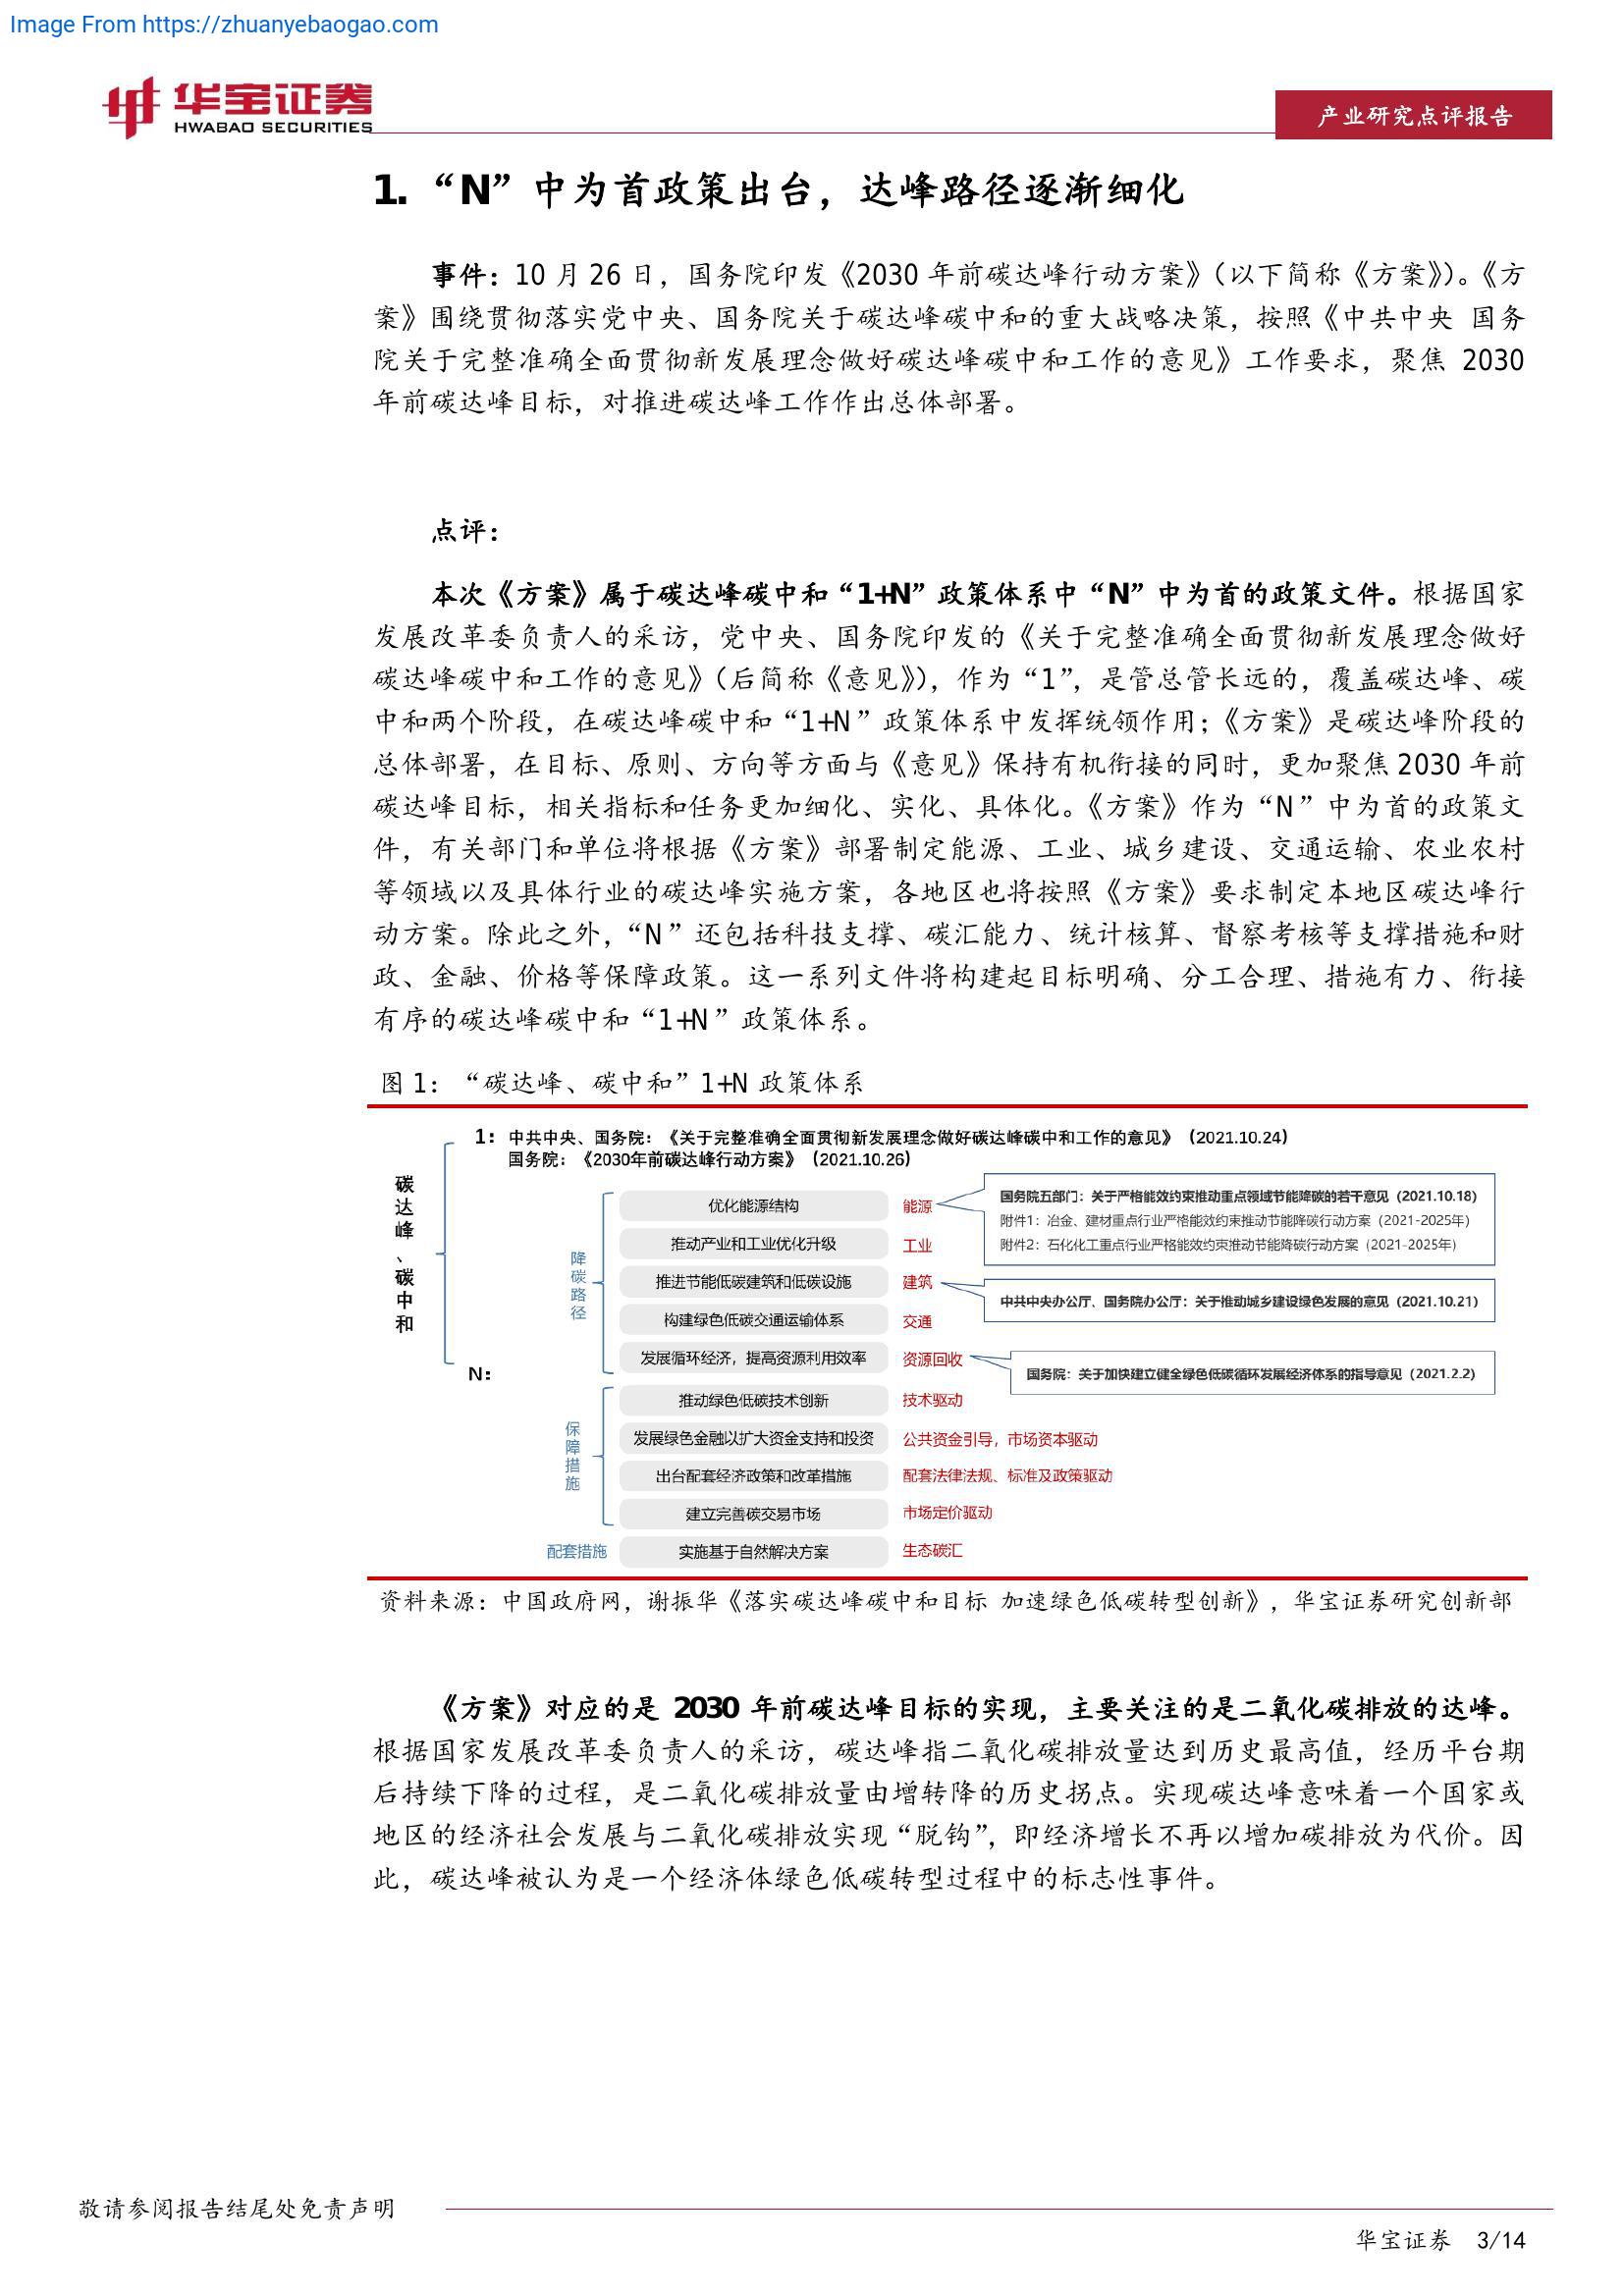 Image From https://zhuanyebaogao.com
华宝证券
HWABAO SECURITIES
产业研究点评报告
1. “N”中为首政策出台，达峰路径逐渐细化
事件：10 月 26 日，国务院印发《2030 年前碳达峰行动方案》（以下简称《方案》）。《方
案》围绕贯彻落实党中央、国务院关于碳达峰碳中和的重大战略决策，按照《中共中央 国务
院关于完整准确全面贯彻新发展理念做好碳达峰碳中和工作的意见》工作要求，聚焦 2030
年前碳达峰目标，对推进碳达峰工作作出总体部署。
点评：
本次《方案》属于碳达峰碳中和“1+N”政策体系中“N”中为首的政策文件。根据国家
发展改革委负责人的采访，党中央、国务院印发的《关于完整准确全面贯彻新发展理念做好
碳达峰碳中和工作的意见》（后简称《意见》），作为“1”，是管总管长远的，覆盖碳达峰、碳
中和两个阶段，在碳达峰碳中和“1+N”政策体系中发挥统领作用；《方案》是碳达峰阶段的
总体部署，在目标、原则、方向等方面与《意见》保持有机衔接的同时，更加聚焦 2030 年前
碳达峰目标，相关指标和任务更加细化、实化、具体化。《方案》作为“N”中为首的政策文
件，有关部门和单位将根据《方案》部署制定能源、工业、城乡建设、交通运输、农业农村
等领域以及具体行业的碳达峰实施方案，各地区也将按照《方案》要求制定本地区碳达峰行
动方案。除此之外，“N”还包括科技支撑、碳汇能力、统计核算、督察考核等支撑措施和财
政、金融、价格等保障政策。这一系列文件将构建起目标明确、分工合理、措施有力、衔接
有序的碳达峰碳中和“1+N”政策体系。
图 1：“碳达峰、碳中和”1+N 政策体系
碳达峰、碳中和
1：中共中央、国务院：《关于完整准确全面贯彻新发展理念做好碳达峰碳中和工作的意见》（2021.10.24）
国务院：《2030年前碳达峰行动方案》（2021.10.26）
N:
降碳路径
优化能源结构 能源
推动产业和工业优化升级 工业
推进节能低碳建筑和低碳设施 建筑
构建绿色低碳交通运输体系 交通
发展循环经济，提高资源利用效率 资源回收
国务院五部门：关于严格能效约束推动重点领域节能降碳的若干意见（2021.10.18)
附件1：冶金、建材重点行业严格能效约束推动节能降碳行动方案（2021-2025年）
附件2：石化化工重点行业严格能效约束推动节能降碳行动方案（2021-2025年）
中共中央办公厅、国务院办公厅：关于推动城乡建设绿色发展的意见（2021.10.21）
国务院：关于加快建立健全绿色低碳循环发展经济体系的指导意见（2021.2.2）
保障措施
推动绿色低碳技术创新 技术驱动
发展绿色金融以扩大资金支持和投资 公共资金引导，市场资本驱动
出台配套经济政策和改革措施 配套法律法规、标准及政策驱动
建立完善碳交易市场 市场定价驱动
配套措施 实施基于自然解决方案 生态碳汇
资料来源：中国政府网，谢振华《落实碳达峰碳中和目标 加速绿色低碳转型创新》，华宝证券研究创新部
《方案》对应的是 2030 年前碳达峰目标的实现，主要关注的是二氧化碳排放的达峰。
根据国家发展改革委负责人的采访，碳达峰指二氧化碳排放量达到历史最高值，经历平台期
后持续下降的过程，是二氧化碳排放量由增转降的历史拐点。实现碳达峰意味着一个国家或
地区的经济社会发展与二氧化碳排放实现“脱钩”，即经济增长不再以增加碳排放为代价。因
此，碳达峰被认为是一个经济体绿色低碳转型过程中的标志性事件。
敬请参阅报告结尾处免责声明
华宝证券 3/14